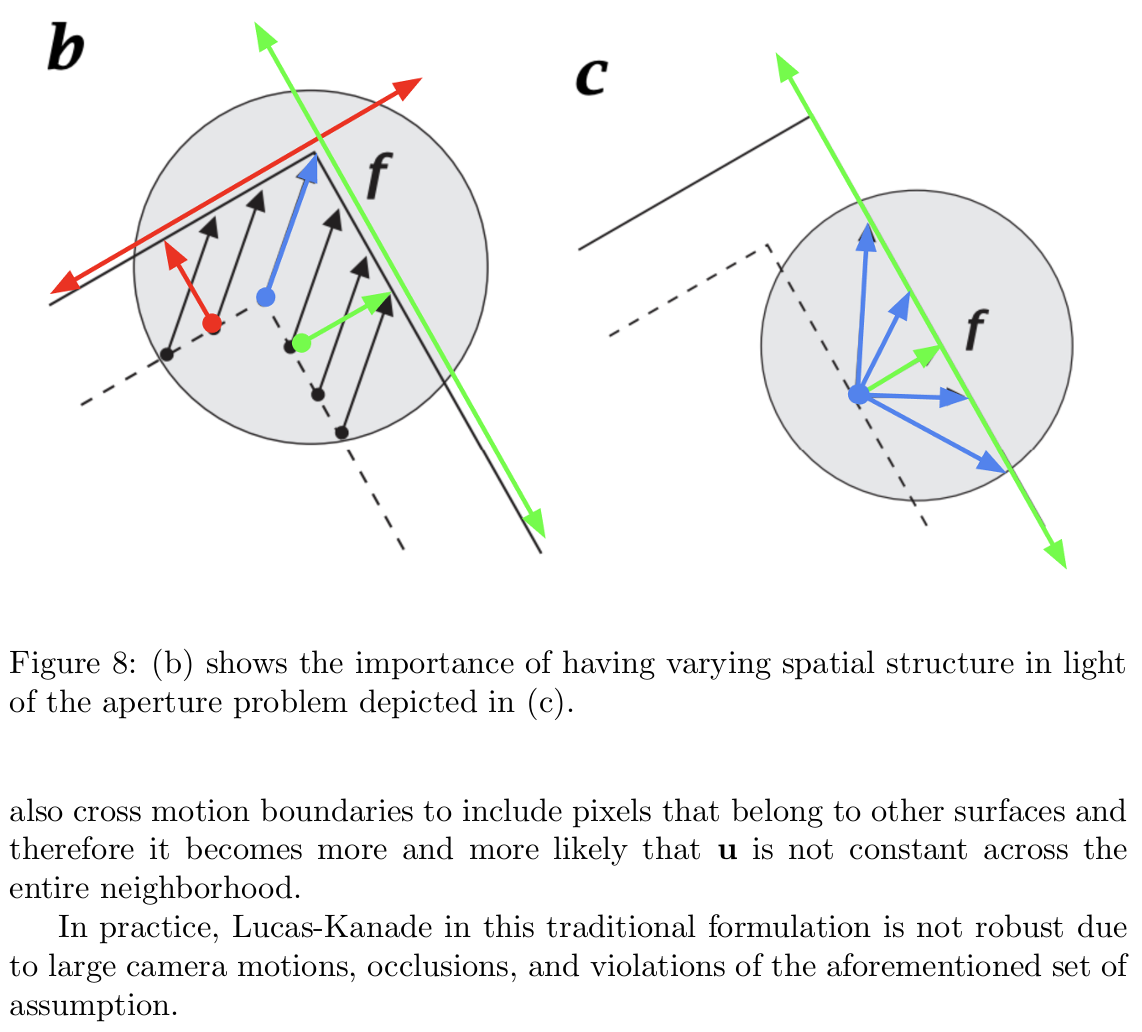 b
c
f
f
Figure 8: (b) shows the importance of having varying spatial structure in light
of the aperture problem depicted in (c).
also cross motion boundaries to include pixels that belong to other surfaces and
therefore it becomes more and more likely that u is not constant across the
entire neighborhood.
In practice, Lucas-Kanade in this traditional formulation is not robust due
to large camera motions, occlusions, and violations of the aforementioned set of
assumption.